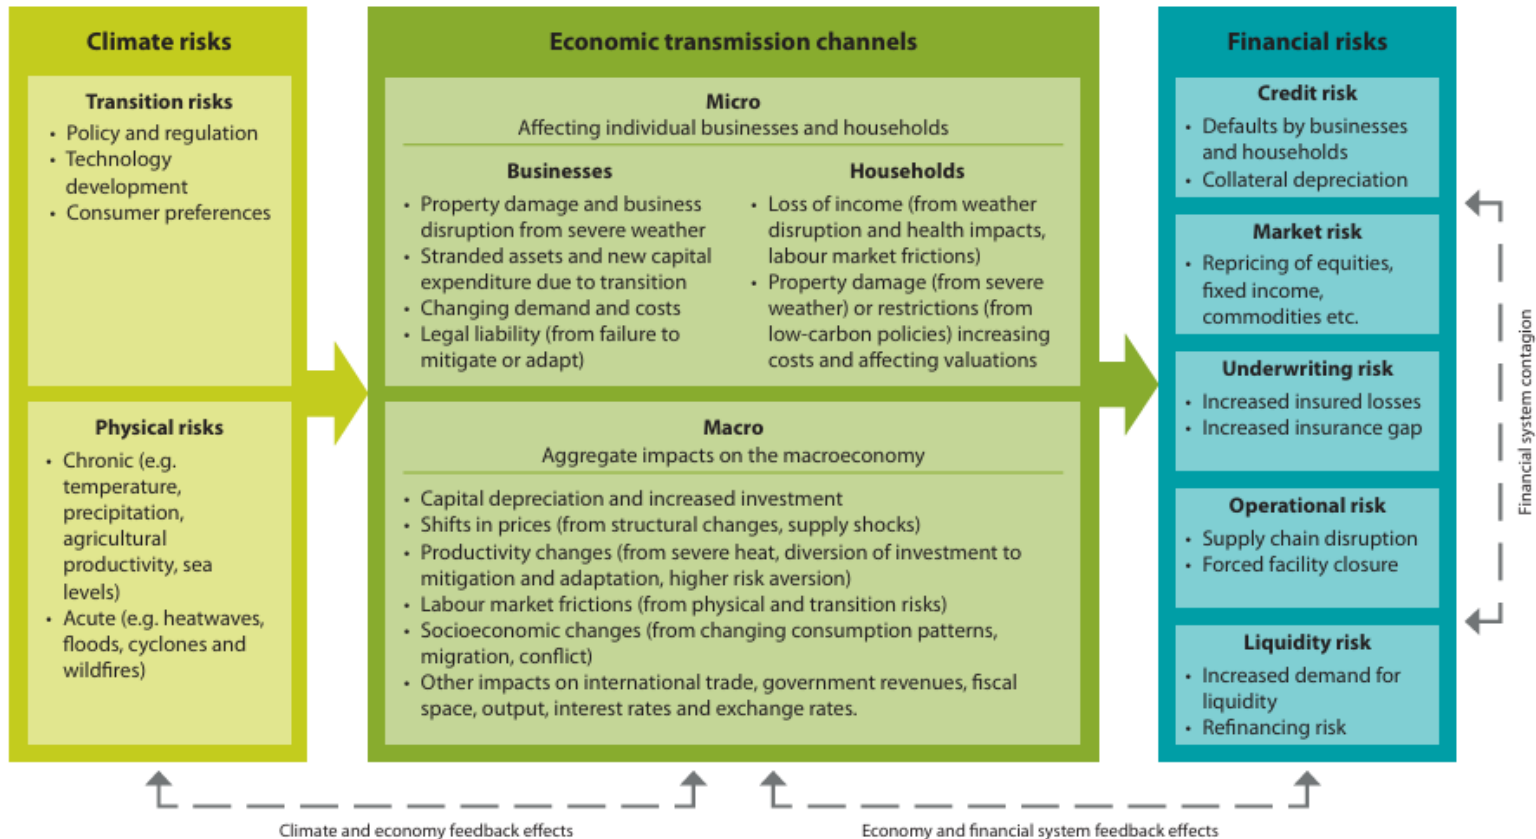 Climate risks
Transition risks
• Policy and regulation
• Technology
development
• Consumer preferences
Physical risks
• Chronic (e.g.
temperature,
precipitation,
agricultural
productivity, sea
levels)
• Acute (e.g. heatwaves,
floods, cyclones and
wildfires)
Economic transmission channels
Micro
Affecting individual businesses and households
Businesses
• Property damage and business
disruption from severe weather
• Stranded assets and new capital
expenditure due to transition
• Changing demand and costs
• Legal liability (from failure to
mitigate or adapt)
Households
• Loss of income (from weather
disruption and health impacts,
labour market frictions)
• Property damage (from severe
weather) or restrictions (from
low-carbon policies) increasing
costs and affecting valuations
Macro
Aggregate impacts on the macroeconomy
• Capital depreciation and increased investment
• Shifts in prices (from structural changes, supply shocks)
• Productivity changes (from severe heat, diversion of investment to
mitigation and adaptation, higher risk aversion)
• Labour market frictions (from physical and transition risks)
• Socioeconomic changes (from changing consumption patterns,
migration, conflict)
• Other impacts on international trade, government revenues, fiscal
space, output, interest rates and exchange rates.
Financial risks
Credit risk
• Defaults by businesses
and households
• Collateral depreciation
Market risk
• Repricing of equities,
fixed income,
commodities etc.
Underwriting risk
• Increased insured losses
• Increased insurance gap
Operational risk
• Supply chain disruption
• Forced facility closure
Liquidity risk
• Increased demand for
liquidity
• Refinancing risk
Financial system contagion
Climate and economy feedback effects
Economy and financial system feedback effects